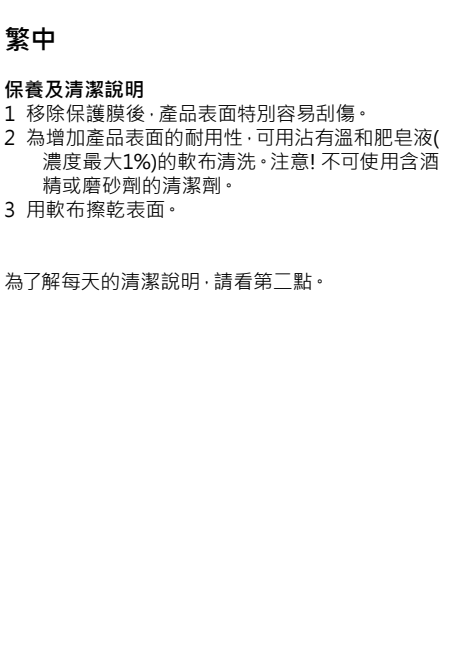 繁中
保養及清潔說明
1 移除保護膜後，產品表面特別容易刮傷。
2 為增加產品表面的耐用性，可用沾有溫和肥皂液(
濃度最大1%)的軟布清洗。注意! 不可使用含酒
精或磨砂劑的清潔劑。
3 用軟布擦乾表面。
為了解每天的清潔說明，請看第二點。